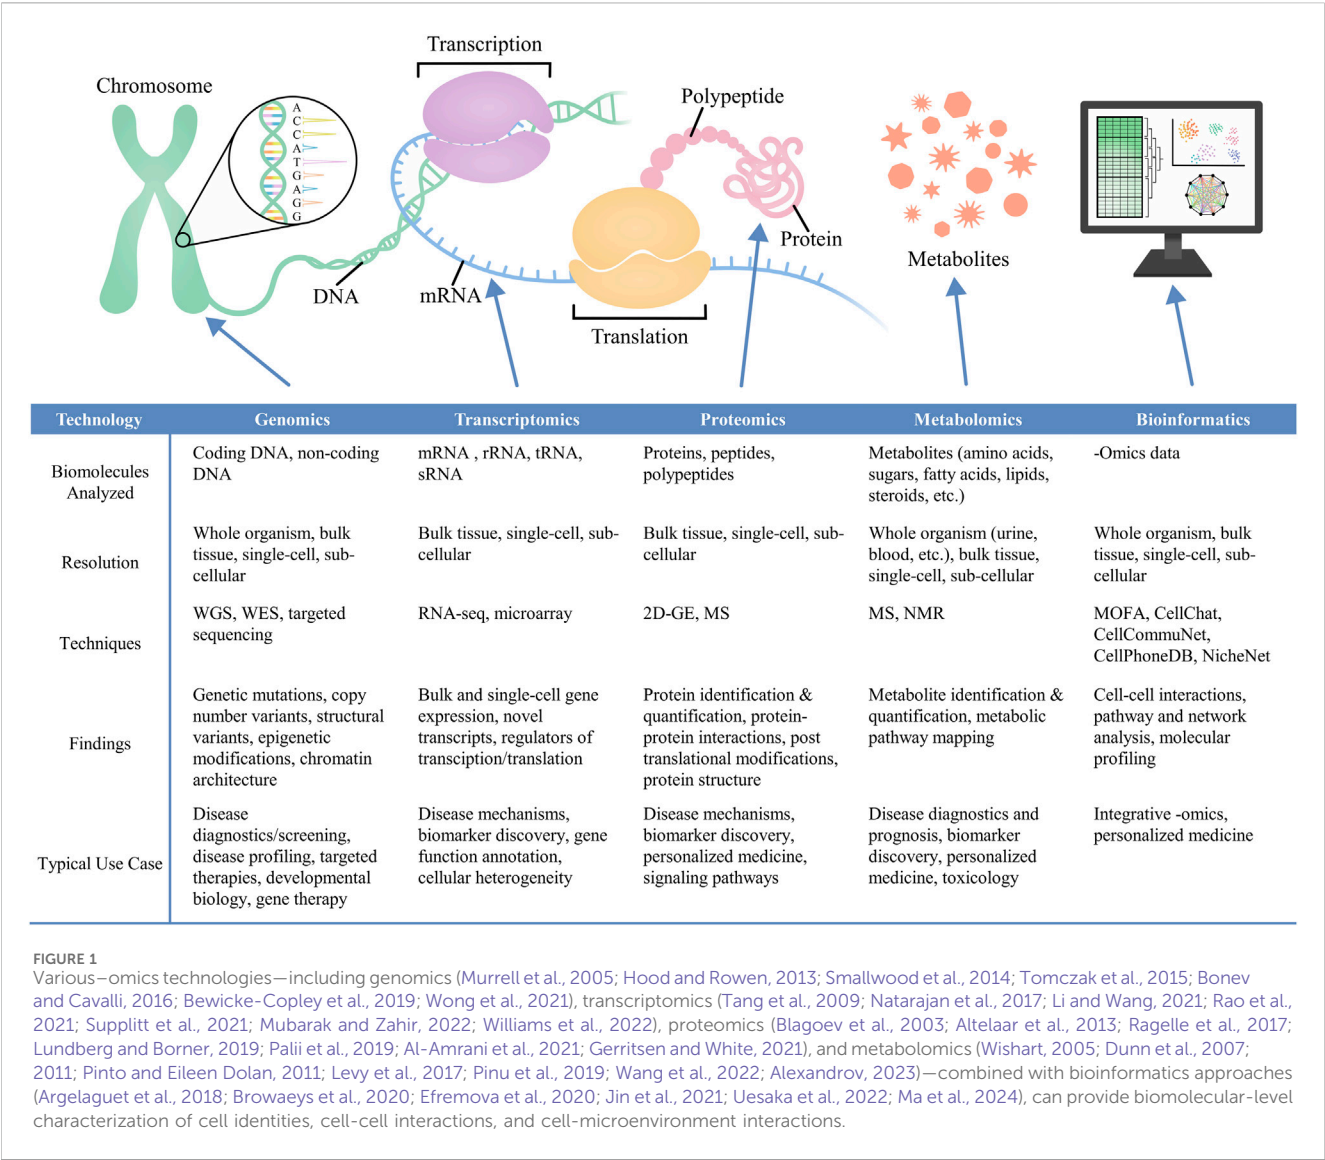 Transcription
Chromosome
A
C
C
A
T
G
A
G
G
Polypeptide
Protein
Metabolites
DNA
mRNA
Translation
Technology
Genomics
Transcriptomics
Proteomics
Metabolomics
Bioinformatics
Biomolecules
Analyzed
Coding DNA, non-coding
DNA
mRNA , rRNA, tRNA,
sRNA
Proteins, peptides,
polypeptides
Metabolites (amino acids,
sugars, fatty acids, lipids,
steroids, etc.)
-Omics data
Resolution
Whole organism, bulk
tissue, single-cell, sub-
cellular
Bulk tissue, single-cell, sub-
cellular
Bulk tissue, single-cell, sub-
cellular
Whole organism (urine,
blood, etc.), bulk tissue,
single-cell, sub-cellular
Whole organism, bulk
tissue, single-cell, sub-
cellular
Techniques
WGS, WES, targeted
sequencing
RNA-seq, microarray
2D-GE, MS
MS, NMR
MOFA, CellChat,
CellCommuNet,
CellPhoneDB, NicheNet
Findings
Genetic mutations, copy
number variants, structural
variants, epigenetic
modifications, chromatin
architecture
Bulk and single-cell gene
expression, novel
transcripts, regulators of
transciption/translation
Protein identification &
quantification, protein-
protein interactions, post
translational modifications,
protein structure
Metabolite identification &
quantification, metabolic
pathway mapping
Cell-cell interactions,
pathway and network
analysis, molecular
profiling
Typical Use Case
Disease
diagnostics/screening,
disease profiling, targeted
therapies, developmental
biology, gene therapy
Disease mechanisms,
biomarker discovery, gene
function annotation,
cellular heterogeneity
Disease mechanisms,
biomarker discovery,
personalized medicine,
signaling pathways
Disease diagnostics and
prognosis, biomarker
discovery, personalized
medicine, toxicology
Integrative -omics,
personalized medicine
FIGURE 1
Various–omics technologies—including genomics (Murrell et al., 2005; Hood and Rowen, 2013; Smallwood et al., 2014; Tomczak et al., 2015; Bonev
and Cavalli, 2016; Bewicke-Copley et al., 2019; Wong et al., 2021), transcriptomics (Tang et al., 2009; Natarajan et al., 2017; Li and Wang, 2021; Rao et al.,
2021; Supplitt et al., 2021; Mubarak and Zahir, 2022; Williams et al., 2022), proteomics (Blagoev et al., 2003; Altelaar et al., 2013; Ragelle et al., 2017;
Lundberg and Borner, 2019; Palii et al., 2019; Al-Amrani et al., 2021; Gerritsen and White, 2021), and metabolomics (Wishart, 2005; Dunn et al., 2007;
2011; Pinto and Eileen Dolan, 2011; Levy et al., 2017; Pinu et al., 2019; Wang et al., 2022; Alexandrov, 2023)—combined with bioinformatics approaches
(Argelaguet et al., 2018; Browaeys et al., 2020; Efremova et al., 2020; Jin et al., 2021; Uesaka et al., 2022; Ma et al., 2024), can provide biomolecular-level
characterization of cell identities, cell-cell interactions, and cell-microenvironment interactions.